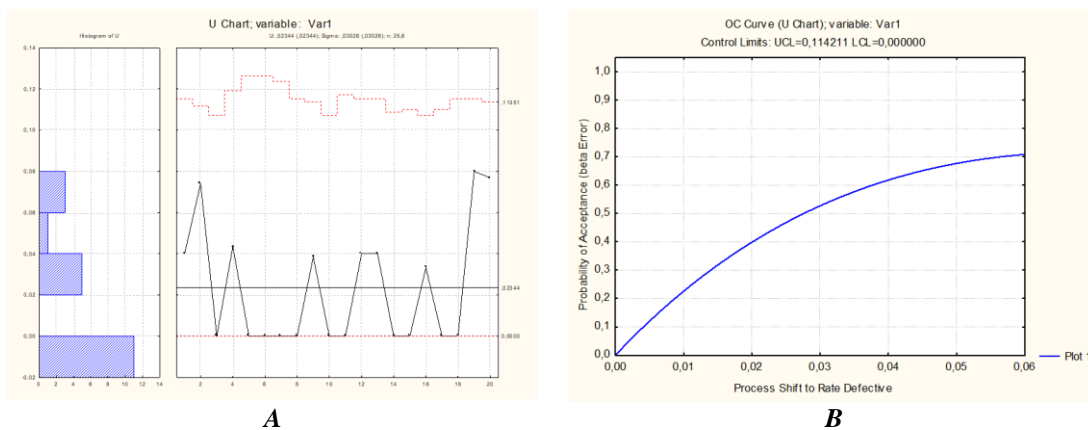 U Chart; variable: Var1
Histogram of U
U: ,02344 (,02344); Sigma: ,03026 (,03026); n: 25,6
0,14
0,12
0,10
0,08
0,06
0,04
0,02
0,00
-0,02
0 2 4 6 8 10 12 14
,11351
,02344
0,0000
2 4 6 8 10 12 14 16 18 20
A
OC Curve (U Chart); variable: Var1
Control Limits: UCL=0,114211 LCL=0,000000
Probability of Acceptance (beta Error)
1,0
0,9
0,8
0,7
0,6
0,5
0,4
0,3
0,2
0,1
0,0
0,00 0,01 0,02 0,03 0,04 0,05 0,06
Process Shift to Rate Defective
Plot 1
B